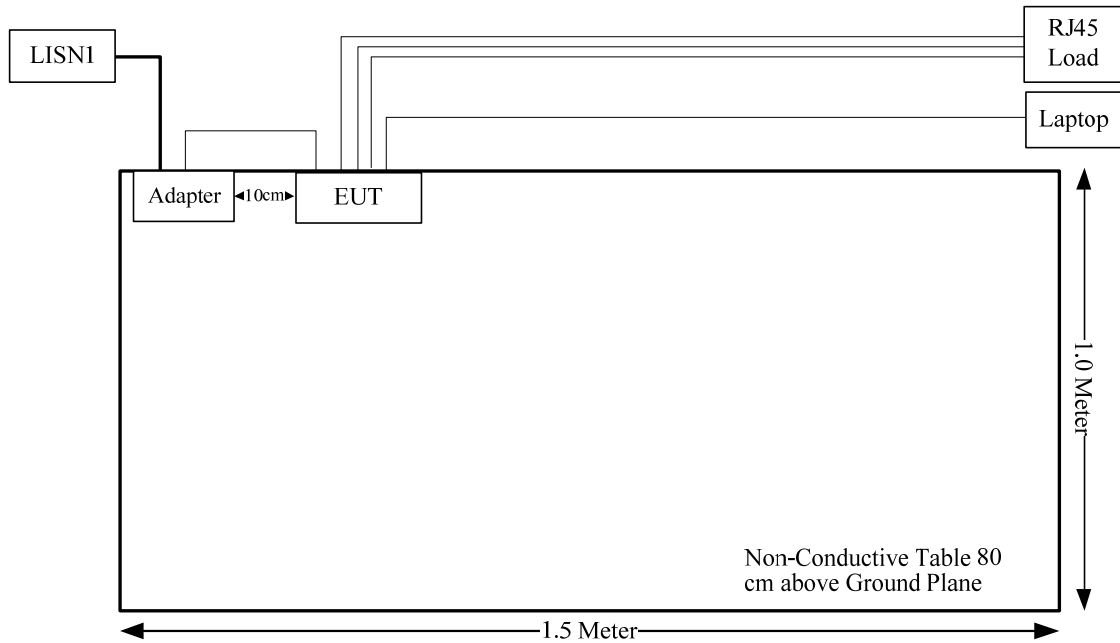 RJ45
Load
LISN1
Laptop
Adapter
10cm
EUT
1.0 Meter
Non-Conductive Table 80
cm above Ground Plane
1.5 Meter